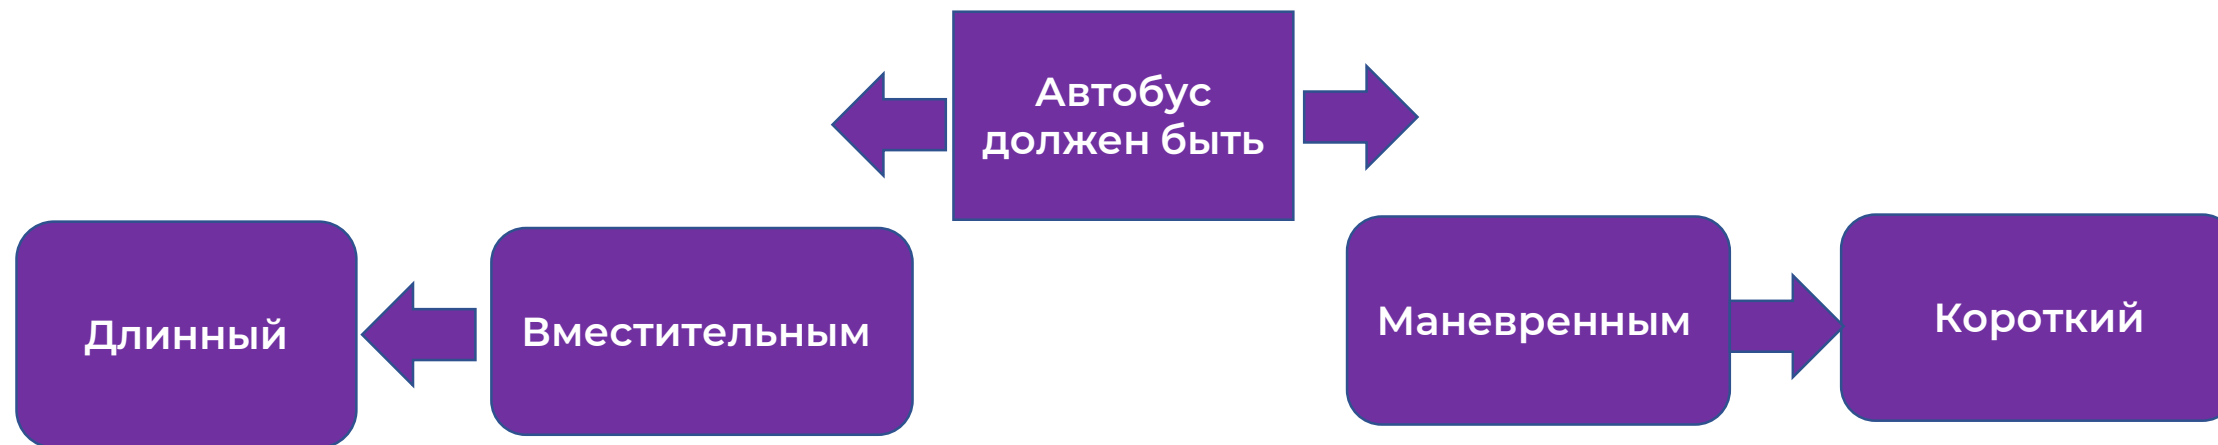 Автобус
должен быть
Длинный
Вместительным
Маневренным
Короткий